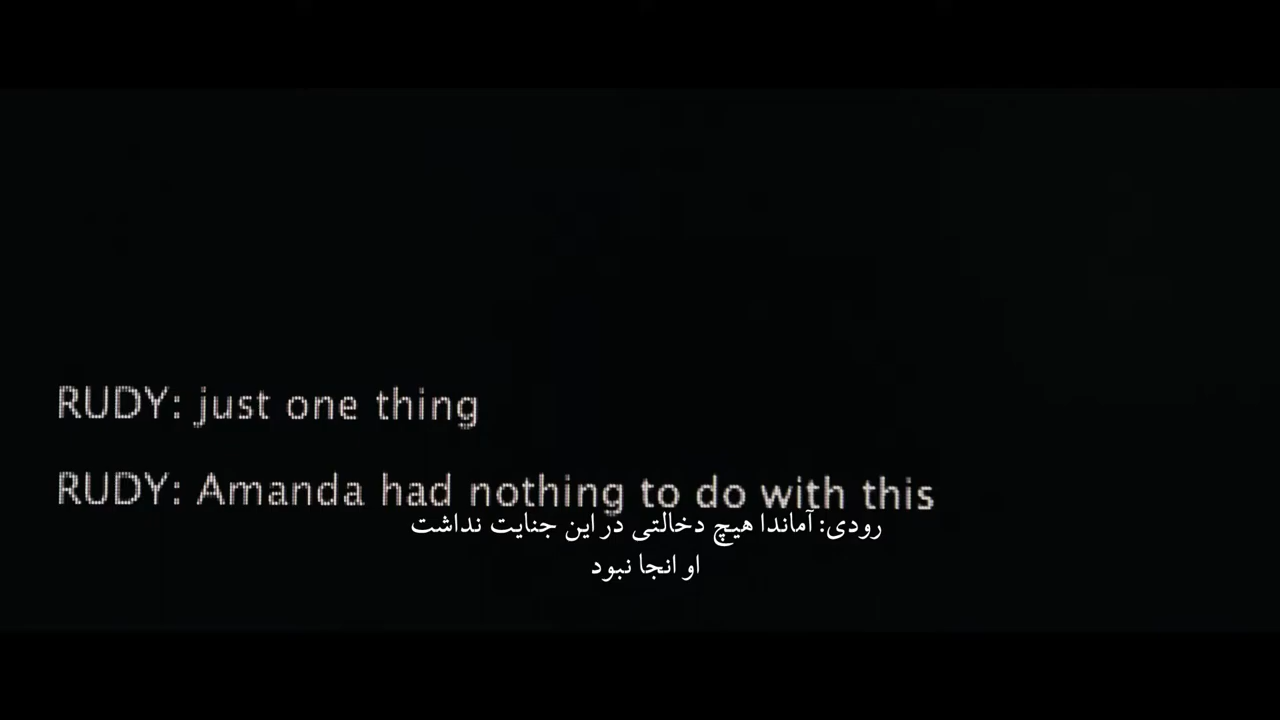 RUDY: just one thing
RUDY: Amanda had nothing to do with this
رودی: آماندا هیچ دخالتی در این جنایت نداشت
او انجا نبود